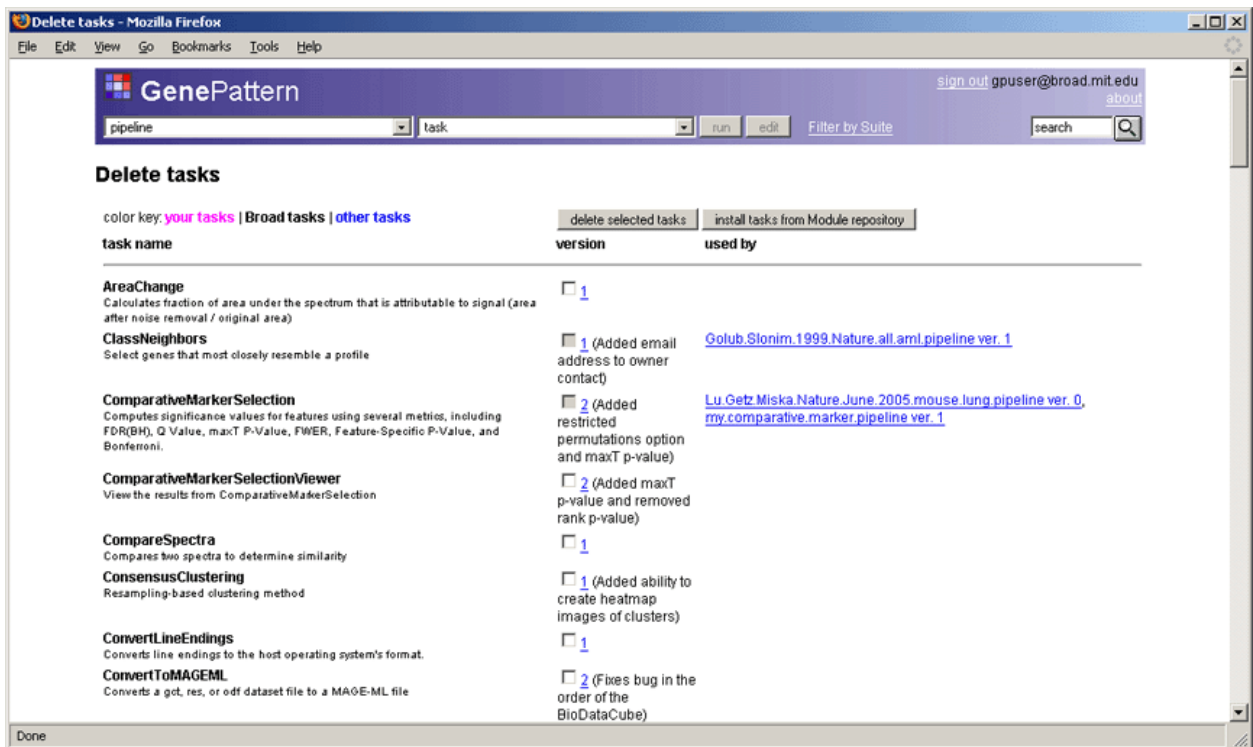 Delete tasks - Mozilla Firefox
File Edit View Go Bookmarks Tools Help
GenePattern
sign out gpuser@broad.mit.edu
about
pipeline task run edit Filter by Suite search
Delete tasks
color key: your tasks | Broad tasks | other tasks
delete selected tasks install tasks from Module repository
task name version used by
AreaChange
Calculates fraction of area under the spectrum that is attributable to signal (area
after noise removal / original area)
1
ClassNeighbors
Select genes that most closely resemble a profile
1 (Added email
address to owner
contact)
Golub.Slonim.1999.Nature.all.aml.pipeline ver. 1
ComparativeMarkerSelection
Computes significance values for features using several metrics, including
FDR(BH), Q Value, maxT P-Value, FWER, Feature-Specific P-Value, and
Bonferroni.
2 (Added
restricted
permutations option
and maxT p-value)
Lu.Getz.Miska.Nature.June.2005.mouse.lung.pipeline ver. 0,
my.comparative.marker.pipeline ver. 1
ComparativeMarkerSelectionViewer
View the results from ComparativeMarkerSelection
2 (Added maxT
p-value and removed
rank p-value)
CompareSpectra
Compares two spectra to determine similarity
1
ConsensusClustering
Resampling-based clustering method
1 (Added ability to
create heatmap
images of clusters)
ConvertLineEndings
Converts line endings to the host operating system's format.
1
ConvertToMAGEML
Converts a gct, res, or odf dataset file to a MAGE-ML file
2 (Fixes bug in the
order of the
BioDataCube)
Done